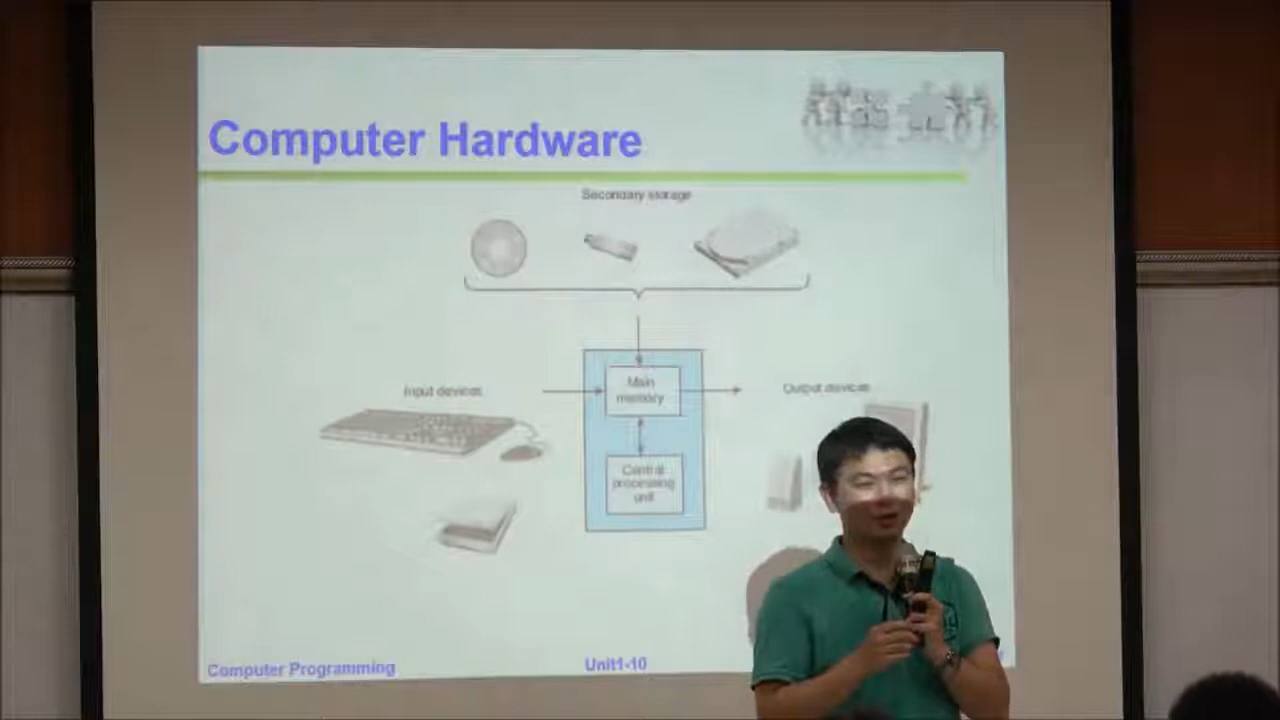 Computer Hardware
Secondary storage
Input devices
Main
memory
Output devices
Central
processing
unit
Computer Programming
Unit1-10